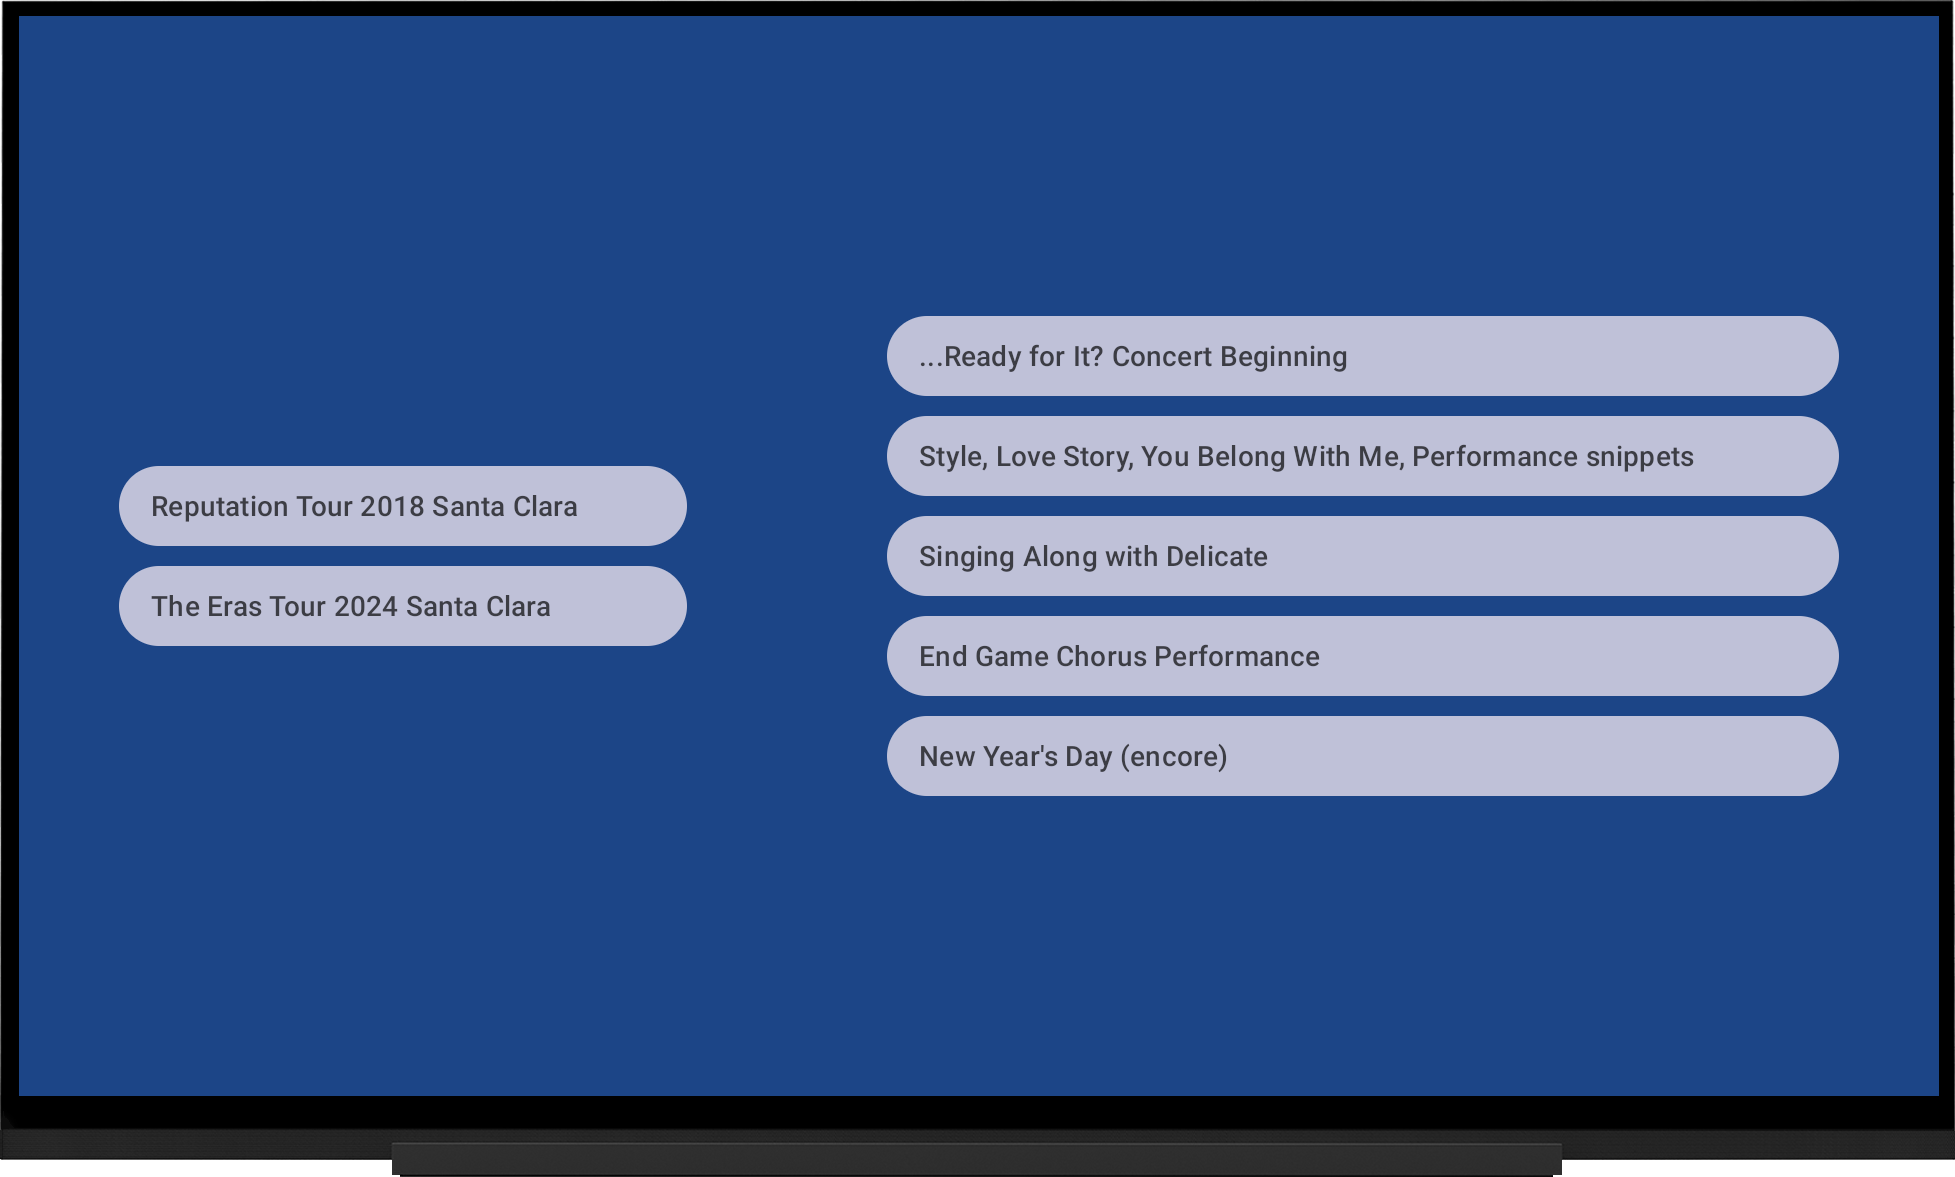 Reputation Tour 2018 Santa Clara
The Eras Tour 2024 Santa Clara
...Ready for It? Concert Beginning
Style, Love Story, You Belong With Me, Performance snippets
Singing Along with Delicate
End Game Chorus Performance
New Year's Day (encore)